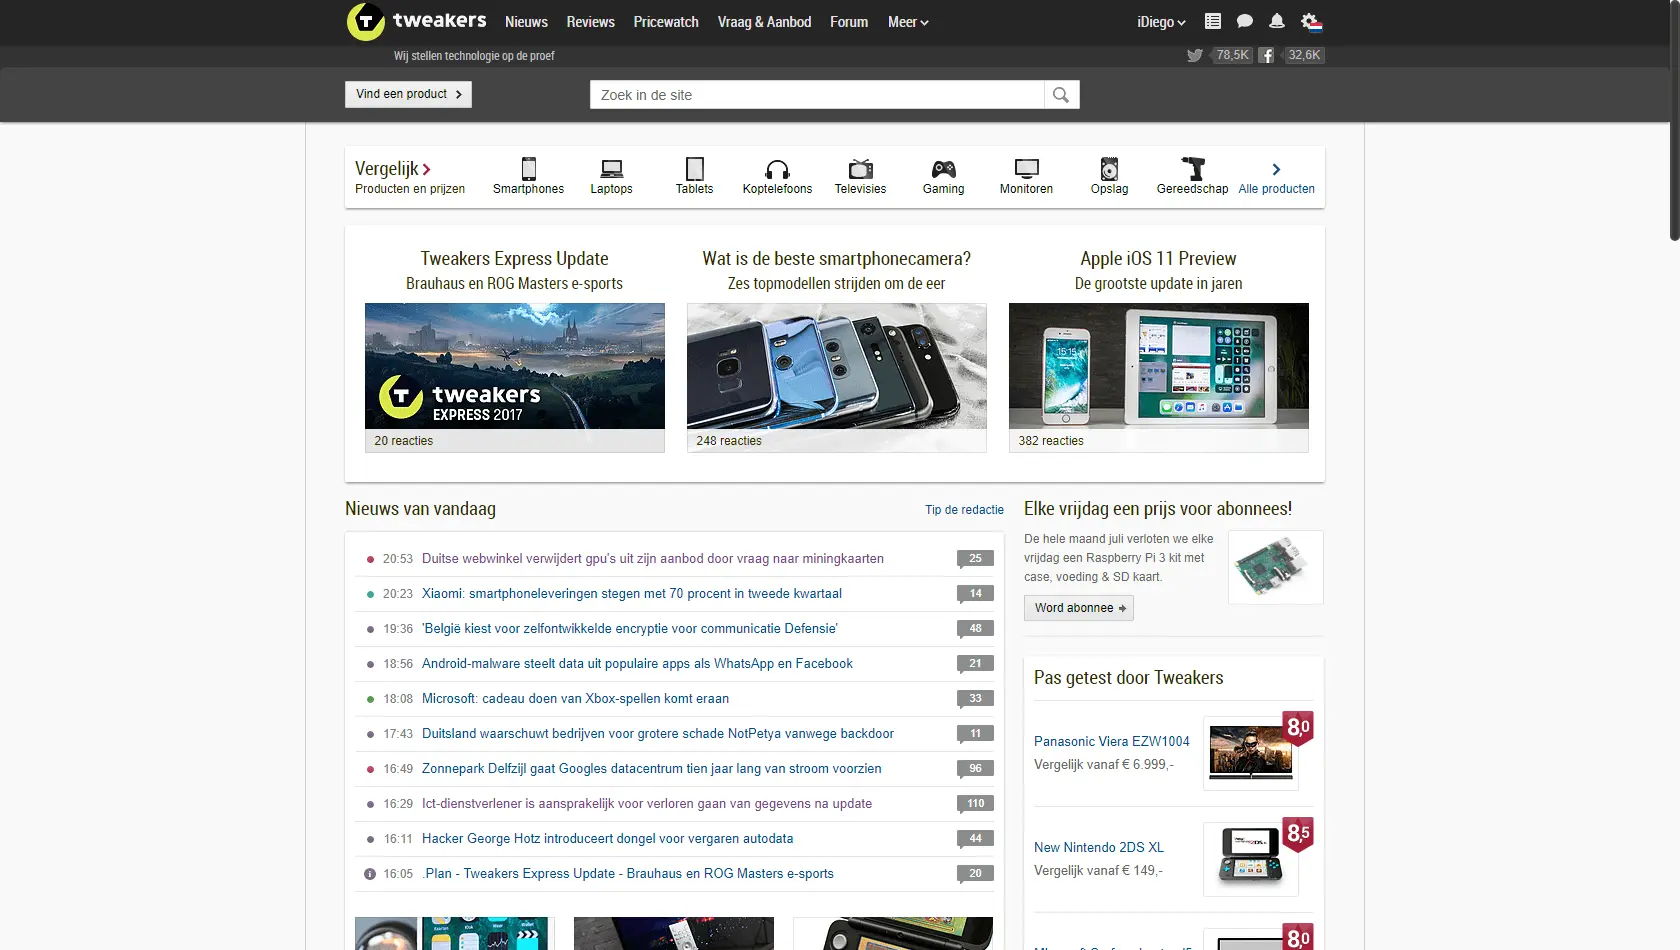 tweakers Nieuws Reviews Pricewatch Vraag & Aanbod Forum Meer iDiego
Wij stellen technologie op de proef 78,5K 32,6K
Vind een product Zoek in de site
Vergelijk
Producten en prijzen Smartphones Laptops Tablets Koptelefoons Televisies Gaming Monitoren Opslag Gereedschap Alle producten
Tweakers Express Update
Brauhaus en ROG Masters e-sports
tweakers
EXPRESS 2017
20 reacties
Wat is de beste smartphonecamera?
Zes topmodellen strijden om de eer
248 reacties
Apple iOS 11 Preview
De grootste update in jaren
15:15
382 reacties
Nieuws van vandaag Tip de redactie
20:53 Duitse webwinkel verwijdert gpu's uit zijn aanbod door vraag naar miningkaarten 25
20:23 Xiaomi: smartphoneleveringen stegen met 70 procent in tweede kwartaal 14
19:36 'België kiest voor zelfontwikkelde encryptie voor communicatie Defensie' 48
18:56 Android-malware steelt data uit populaire apps als WhatsApp en Facebook 21
18:08 Microsoft: cadeau doen van Xbox-spellen komt eraan 33
17:43 Duitsland waarschuwt bedrijven voor grotere schade NotPetya vanwege backdoor 11
16:49 Zonnepark Delfzijl gaat Googles datacentrum tien jaar lang van stroom voorzien 96
16:29 Ict-dienstverlener is aansprakelijk voor verloren gaan van gegevens na update 110
16:11 Hacker George Hotz introduceert dongel voor vergaren autodata 44
16:05 .Plan - Tweakers Express Update - Brauhaus en ROG Masters e-sports 20
Elke vrijdag een prijs voor abonnees!
De hele maand juli verloten we elke
vrijdag een Raspberry Pi 3 kit met
case, voeding & SD kaart.
Word abonnee
Pas getest door Tweakers
8,0
Panasonic Viera EZW1004
Vergelijk vanaf € 6.999,-
8,5
New Nintendo 2DS XL
Vergelijk vanaf € 149,-
8,0